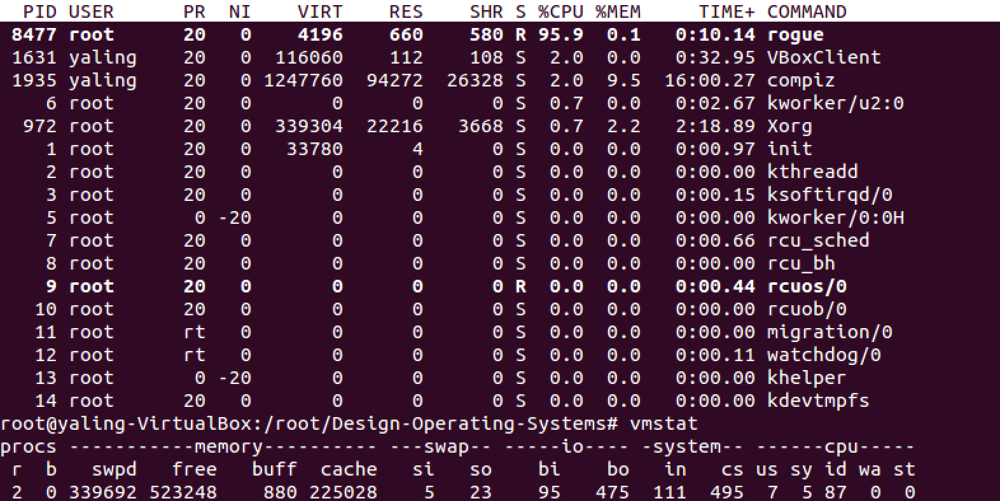 PID USER      PR  NI    VIRT    RES    SHR S %CPU %MEM     TIME+ COMMAND
 8477 root      20   0    4196    660    580 R 95.9  0.1   0:10.14 rogue
 1631 yaling    20   0  116060    112    108 S  2.0  0.0   0:32.95 VBoxClient
 1935 yaling    20   0 1247760  94272  26328 S  2.0  9.5  16:00.27 compiz
    6 root      20   0       0      0      0 S  0.7  0.0   0:02.67 kworker/u2:0
  972 root      20   0  339304  22216   3668 S  0.7  2.2   2:18.89 Xorg
    1 root      20   0   33780      4      0 S  0.0  0.0   0:00.97 init
    2 root      20   0       0      0      0 S  0.0  0.0   0:00.00 kthreadd
    3 root      20   0       0      0      0 S  0.0  0.0   0:00.15 ksoftirqd/0
    5 root       0 -20       0      0      0 S  0.0  0.0   0:00.00 kworker/0:0H
    7 root      20   0       0      0      0 S  0.0  0.0   0:00.66 rcu_sched
    8 root      20   0       0      0      0 S  0.0  0.0   0:00.00 rcu_bh
    9 root      20   0       0      0      0 R  0.0  0.0   0:00.44 rcuos/0
   10 root      20   0       0      0      0 S  0.0  0.0   0:00.00 rcuob/0
   11 root      rt   0       0      0      0 S  0.0  0.0   0:00.00 migration/0
   12 root      rt   0       0      0      0 S  0.0  0.0   0:00.11 watchdog/0
   13 root       0 -20       0      0      0 S  0.0  0.0   0:00.00 khelper
   14 root      20   0       0      0      0 S  0.0  0.0   0:00.00 kdevtmpfs
root@yaling-VirtualBox:/root/Design-Operating-Systems# vmstat
procs -----------memory---------- ---swap-- -----io---- -system-- ------cpu-----
 r  b   swpd   free   buff  cache   si   so    bi    bo   in   cs us sy id wa st
 2  0 339692 523248    880 225028    5   23    95   475  111  495  7  5 87  0  0